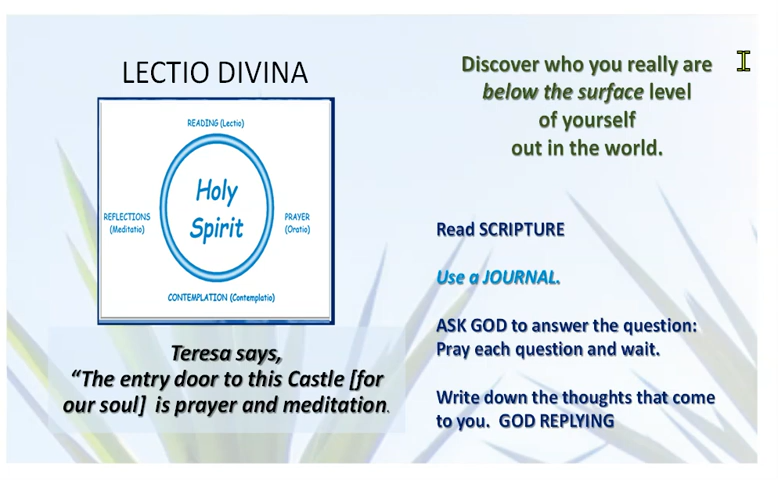 LECTIO DIVINA
READING (Lectio)
Holy
Spirit
REFLECTIONS
(Meditatio)
PRAYER
(Oratio)
CONTEMPLATION (Contemplatio)
Teresa says,
“The entry door to this Castle [for
our soul]  is prayer and meditation.
Discover who you really are
below the surface level
of yourself
out in the world.
Read SCRIPTURE
Use a JOURNAL.
ASK GOD to answer the question:
Pray each question and wait.
Write down the thoughts that come
to you.  GOD REPLYING